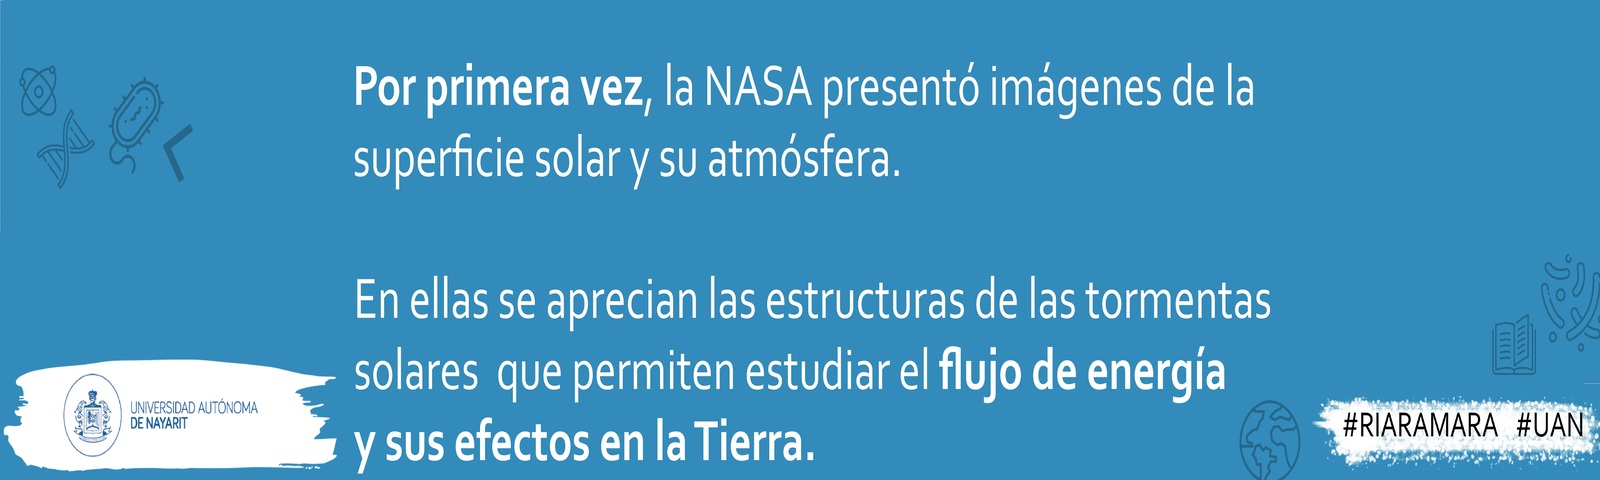 Por primera vez, la NASA presentó imágenes de la
superficie solar y su atmósfera.
En ellas se aprecian las estructuras de las tormentas
solares que permiten estudiar el flujo de energía
y sus efectos en la Tierra.
UNIVERSIDAD AUTÓNOMA
DE NAYARIT
#RIARAMARA #UAN